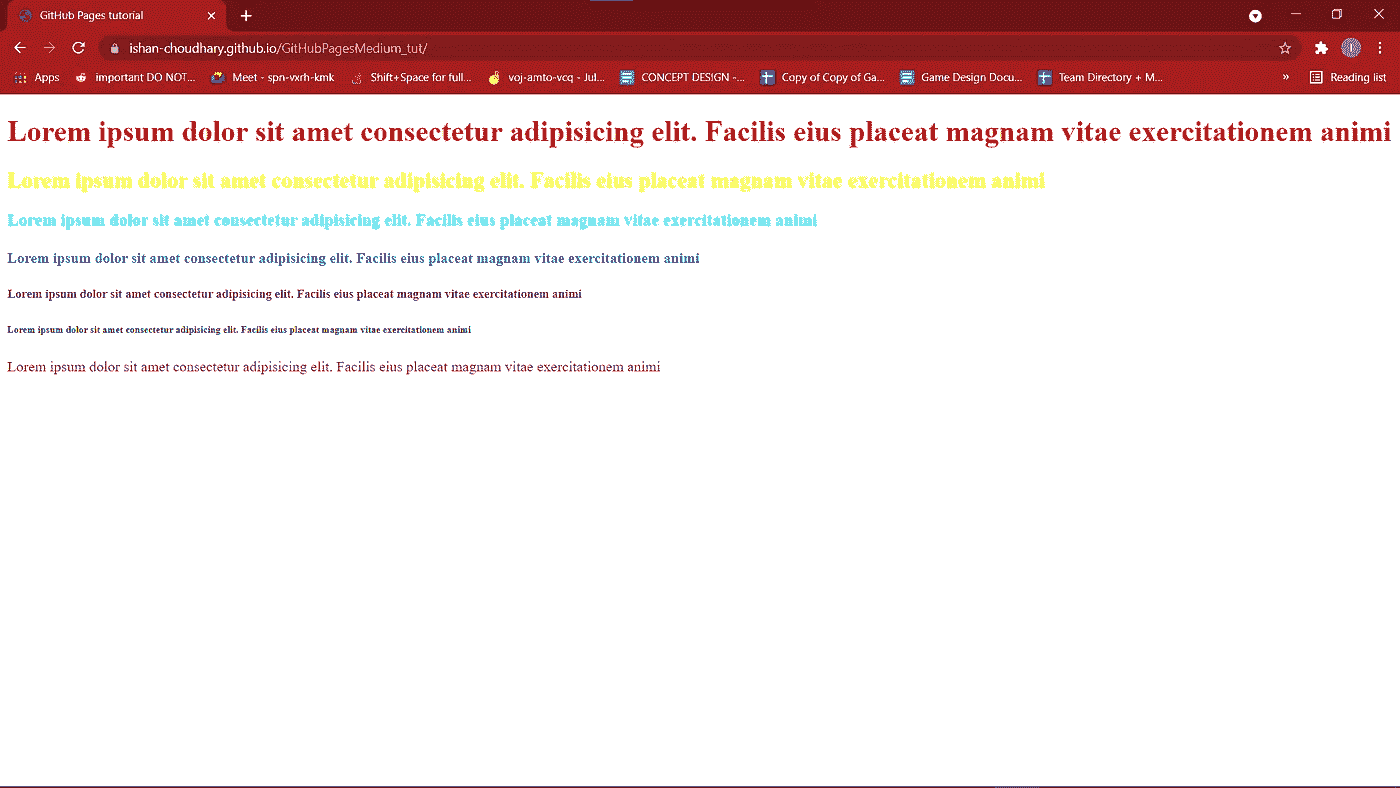 GitHub Pages tutorial
ishan-choudhary.github.io/GitHubPagesMedium_tut/
Apps important DO NOT... Meet - spn-vxrh-kmk Shift+Space for full... voj-amto-vcq - Jul... CONCEPT DESIGN -... Copy of Copy of Ga... Game Design Docu... Team Directory + M... » Reading list
Lorem ipsum dolor sit amet consectetur adipisicing elit. Facilis eius placeat magnam vitae exercitationem animi
Lorem ipsum dolor sit amet consectetur adipisicing elit. Facilis eius placeat magnam vitae exercitationem animi
Lorem ipsum dolor sit amet consectetur adipisicing elit. Facilis eius placeat magnam vitae exercitationem animi
Lorem ipsum dolor sit amet consectetur adipisicing elit. Facilis eius placeat magnam vitae exercitationem animi
Lorem ipsum dolor sit amet consectetur adipisicing elit. Facilis eius placeat magnam vitae exercitationem animi
Lorem ipsum dolor sit amet consectetur adipisicing elit. Facilis eius placeat magnam vitae exercitationem animi
Lorem ipsum dolor sit amet consectetur adipisicing elit. Facilis eius placeat magnam vitae exercitationem animi